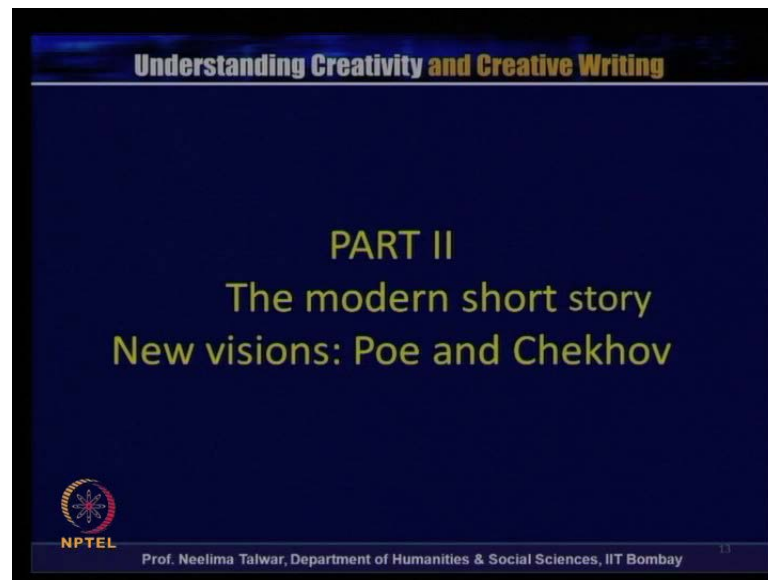 Understanding Creativity and Creative Writing
PART II
The modern short story
New visions: Poe and Chekhov
NPTEL
Prof. Neelima Talwar, Department of Humanities & Social Sciences, IIT Bombay
13